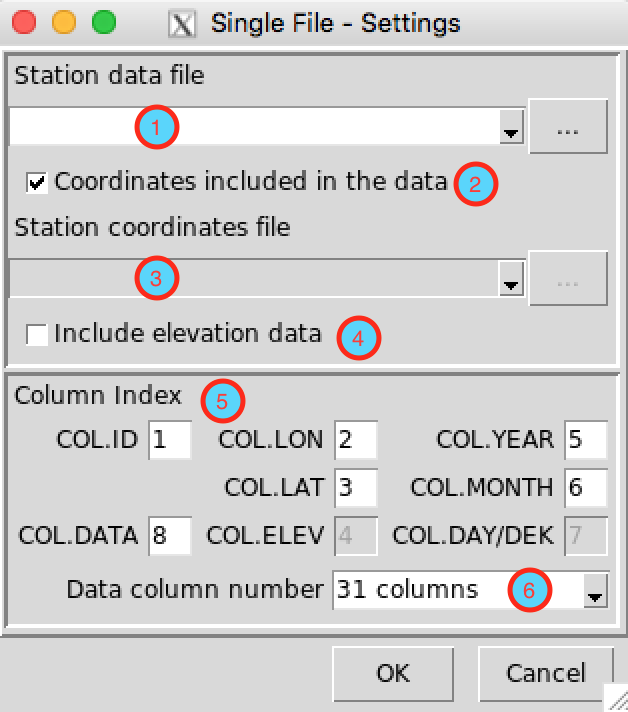 Single File - Settings
Station data file
1 ...
Coordinates included in the data 2
Station coordinates file
3 ...
Include elevation data 4
Column Index 5
COL.ID 1 COL.LON 2 COL.YEAR 5
COL.LAT 3 COL.MONTH 6
COL.DATA 8 COL.ELEV 4 COL.DAY/DEK 7
Data column number 31 columns 6
OK Cancel